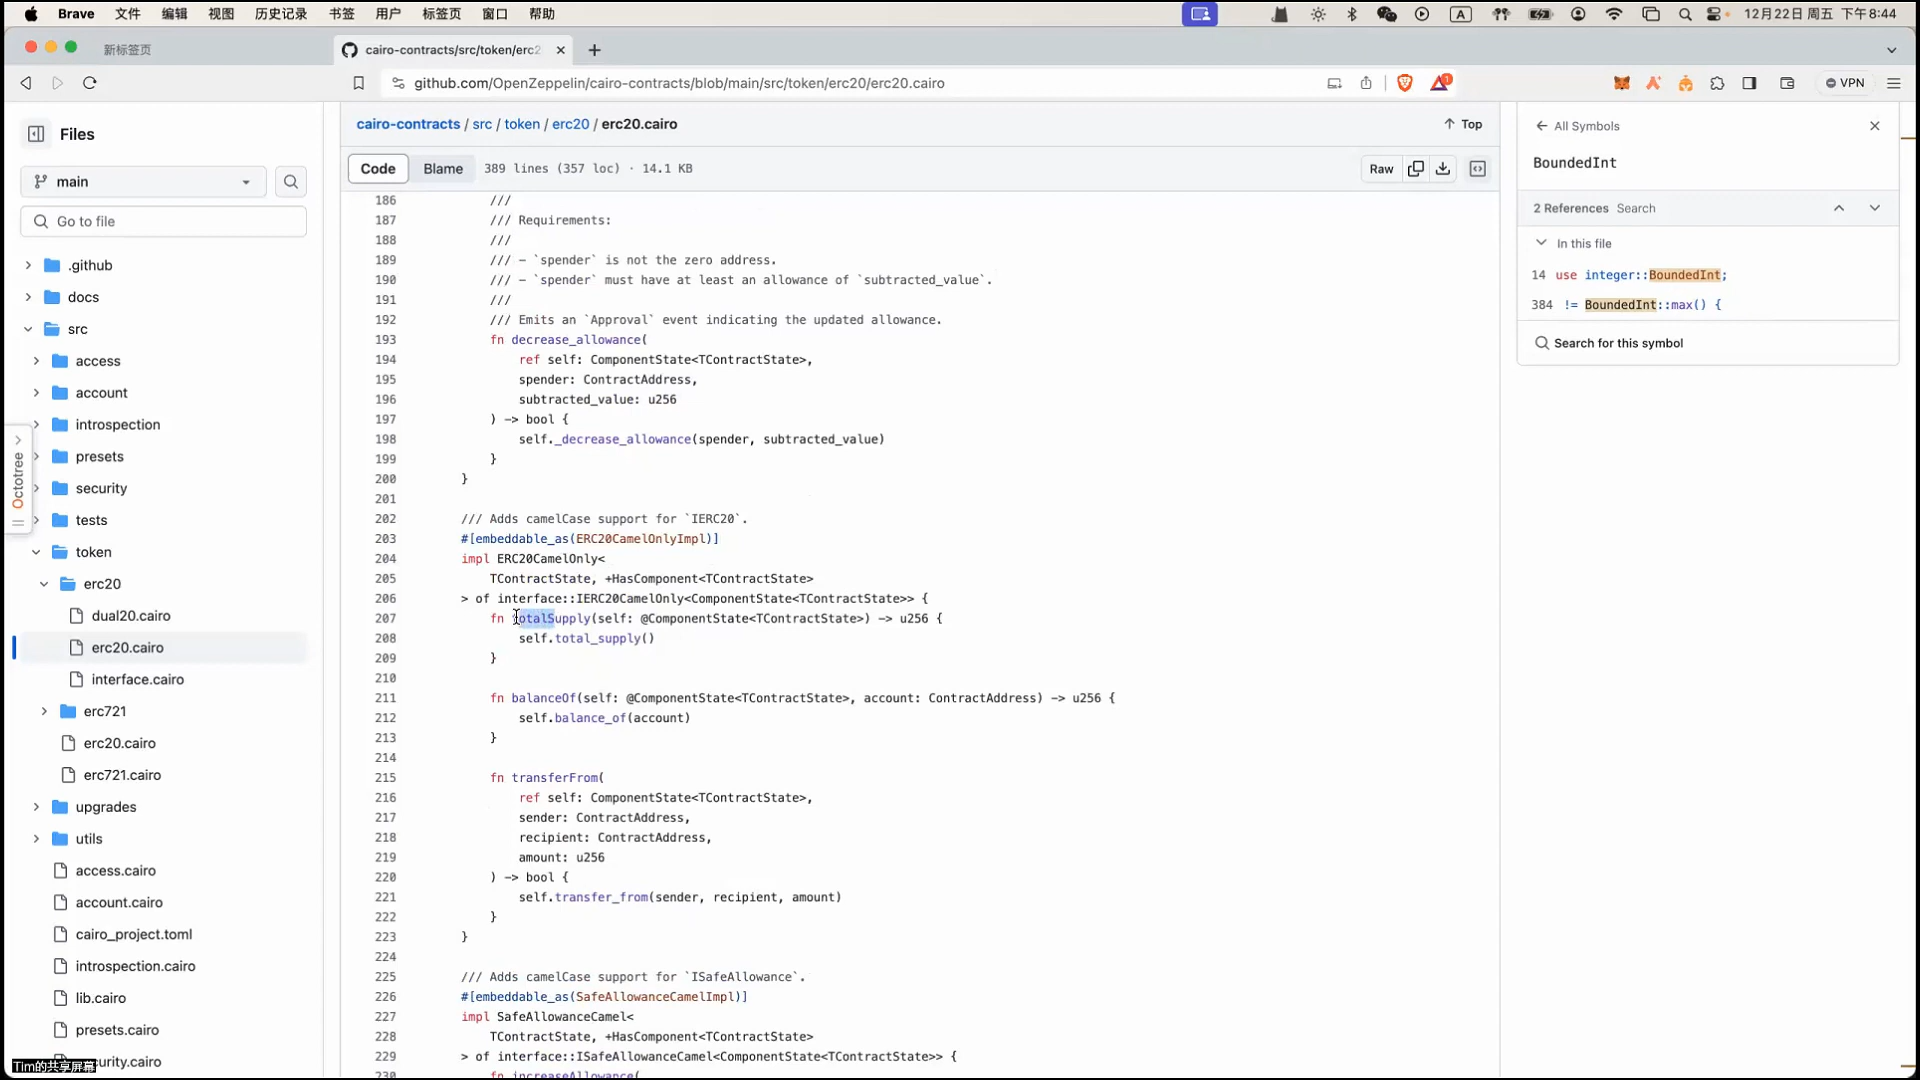 Brave 文件 编辑 视图 历史记录 书签 用户 标签页 窗口 帮助 A 12月22日 周五 下午8:44
新标签页 cairo-contracts/src/token/erc2
github.com/OpenZeppelin/cairo-contracts/blob/main/src/token/erc20/erc20.cairo 1 VPN
Files
main
Go to file
.github
docs
src
access
account
introspection
presets
security
tests
token
erc20
dual20.cairo
erc20.cairo
interface.cairo
erc721
erc20.cairo
erc721.cairo
upgrades
utils
access.cairo
account.cairo
cairo_project.toml
introspection.cairo
lib.cairo
presets.cairo
curity.cairo
Octotree
Tim的共享屏幕
cairo-contracts / src / token / erc20 / erc20.cairo Top
Code Blame 389 lines (357 loc) · 14.1 KB Raw
186 ///
187 /// Requirements:
188 ///
189 /// - `spender` is not the zero address.
190 /// - `spender` must have at least an allowance of `subtracted_value`.
191 ///
192 /// Emits an `Approval` event indicating the updated allowance.
193 fn decrease_allowance(
194 ref self: ComponentState<TContractState>,
195 spender: ContractAddress,
196 subtracted_value: u256
197 ) -> bool {
198 self._decrease_allowance(spender, subtracted_value)
199 }
200 }
201
202 /// Adds camelCase support for `IERC20`.
203 #[embeddable_as(ERC20CamelOnlyImpl)]
204 impl ERC20CamelOnly<
205 TContractState, +HasComponent<TContractState>
206 > of interface::IERC20CamelOnly<ComponentState<TContractState>> {
207 fn totalSupply(self: @ComponentState<TContractState>) -> u256 {
208 self.total_supply()
209 }
210
211 fn balanceOf(self: @ComponentState<TContractState>, account: ContractAddress) -> u256 {
212 self.balance_of(account)
213 }
214
215 fn transferFrom(
216 ref self: ComponentState<TContractState>,
217 sender: ContractAddress,
218 recipient: ContractAddress,
219 amount: u256
220 ) -> bool {
221 self.transfer_from(sender, recipient, amount)
222 }
223 }
224
225 /// Adds camelCase support for `ISafeAllowance`.
226 #[embeddable_as(SafeAllowanceCamelImpl)]
227 impl SafeAllowanceCamel<
228 TContractState, +HasComponent<TContractState>
229 > of interface::ISafeAllowanceCamel<ComponentState<TContractState>> {
230 fn increaseAllowance(
All Symbols
BoundedInt
2 References Search
In this file
14 use integer::BoundedInt;
384 != BoundedInt::max() {
Search for this symbol